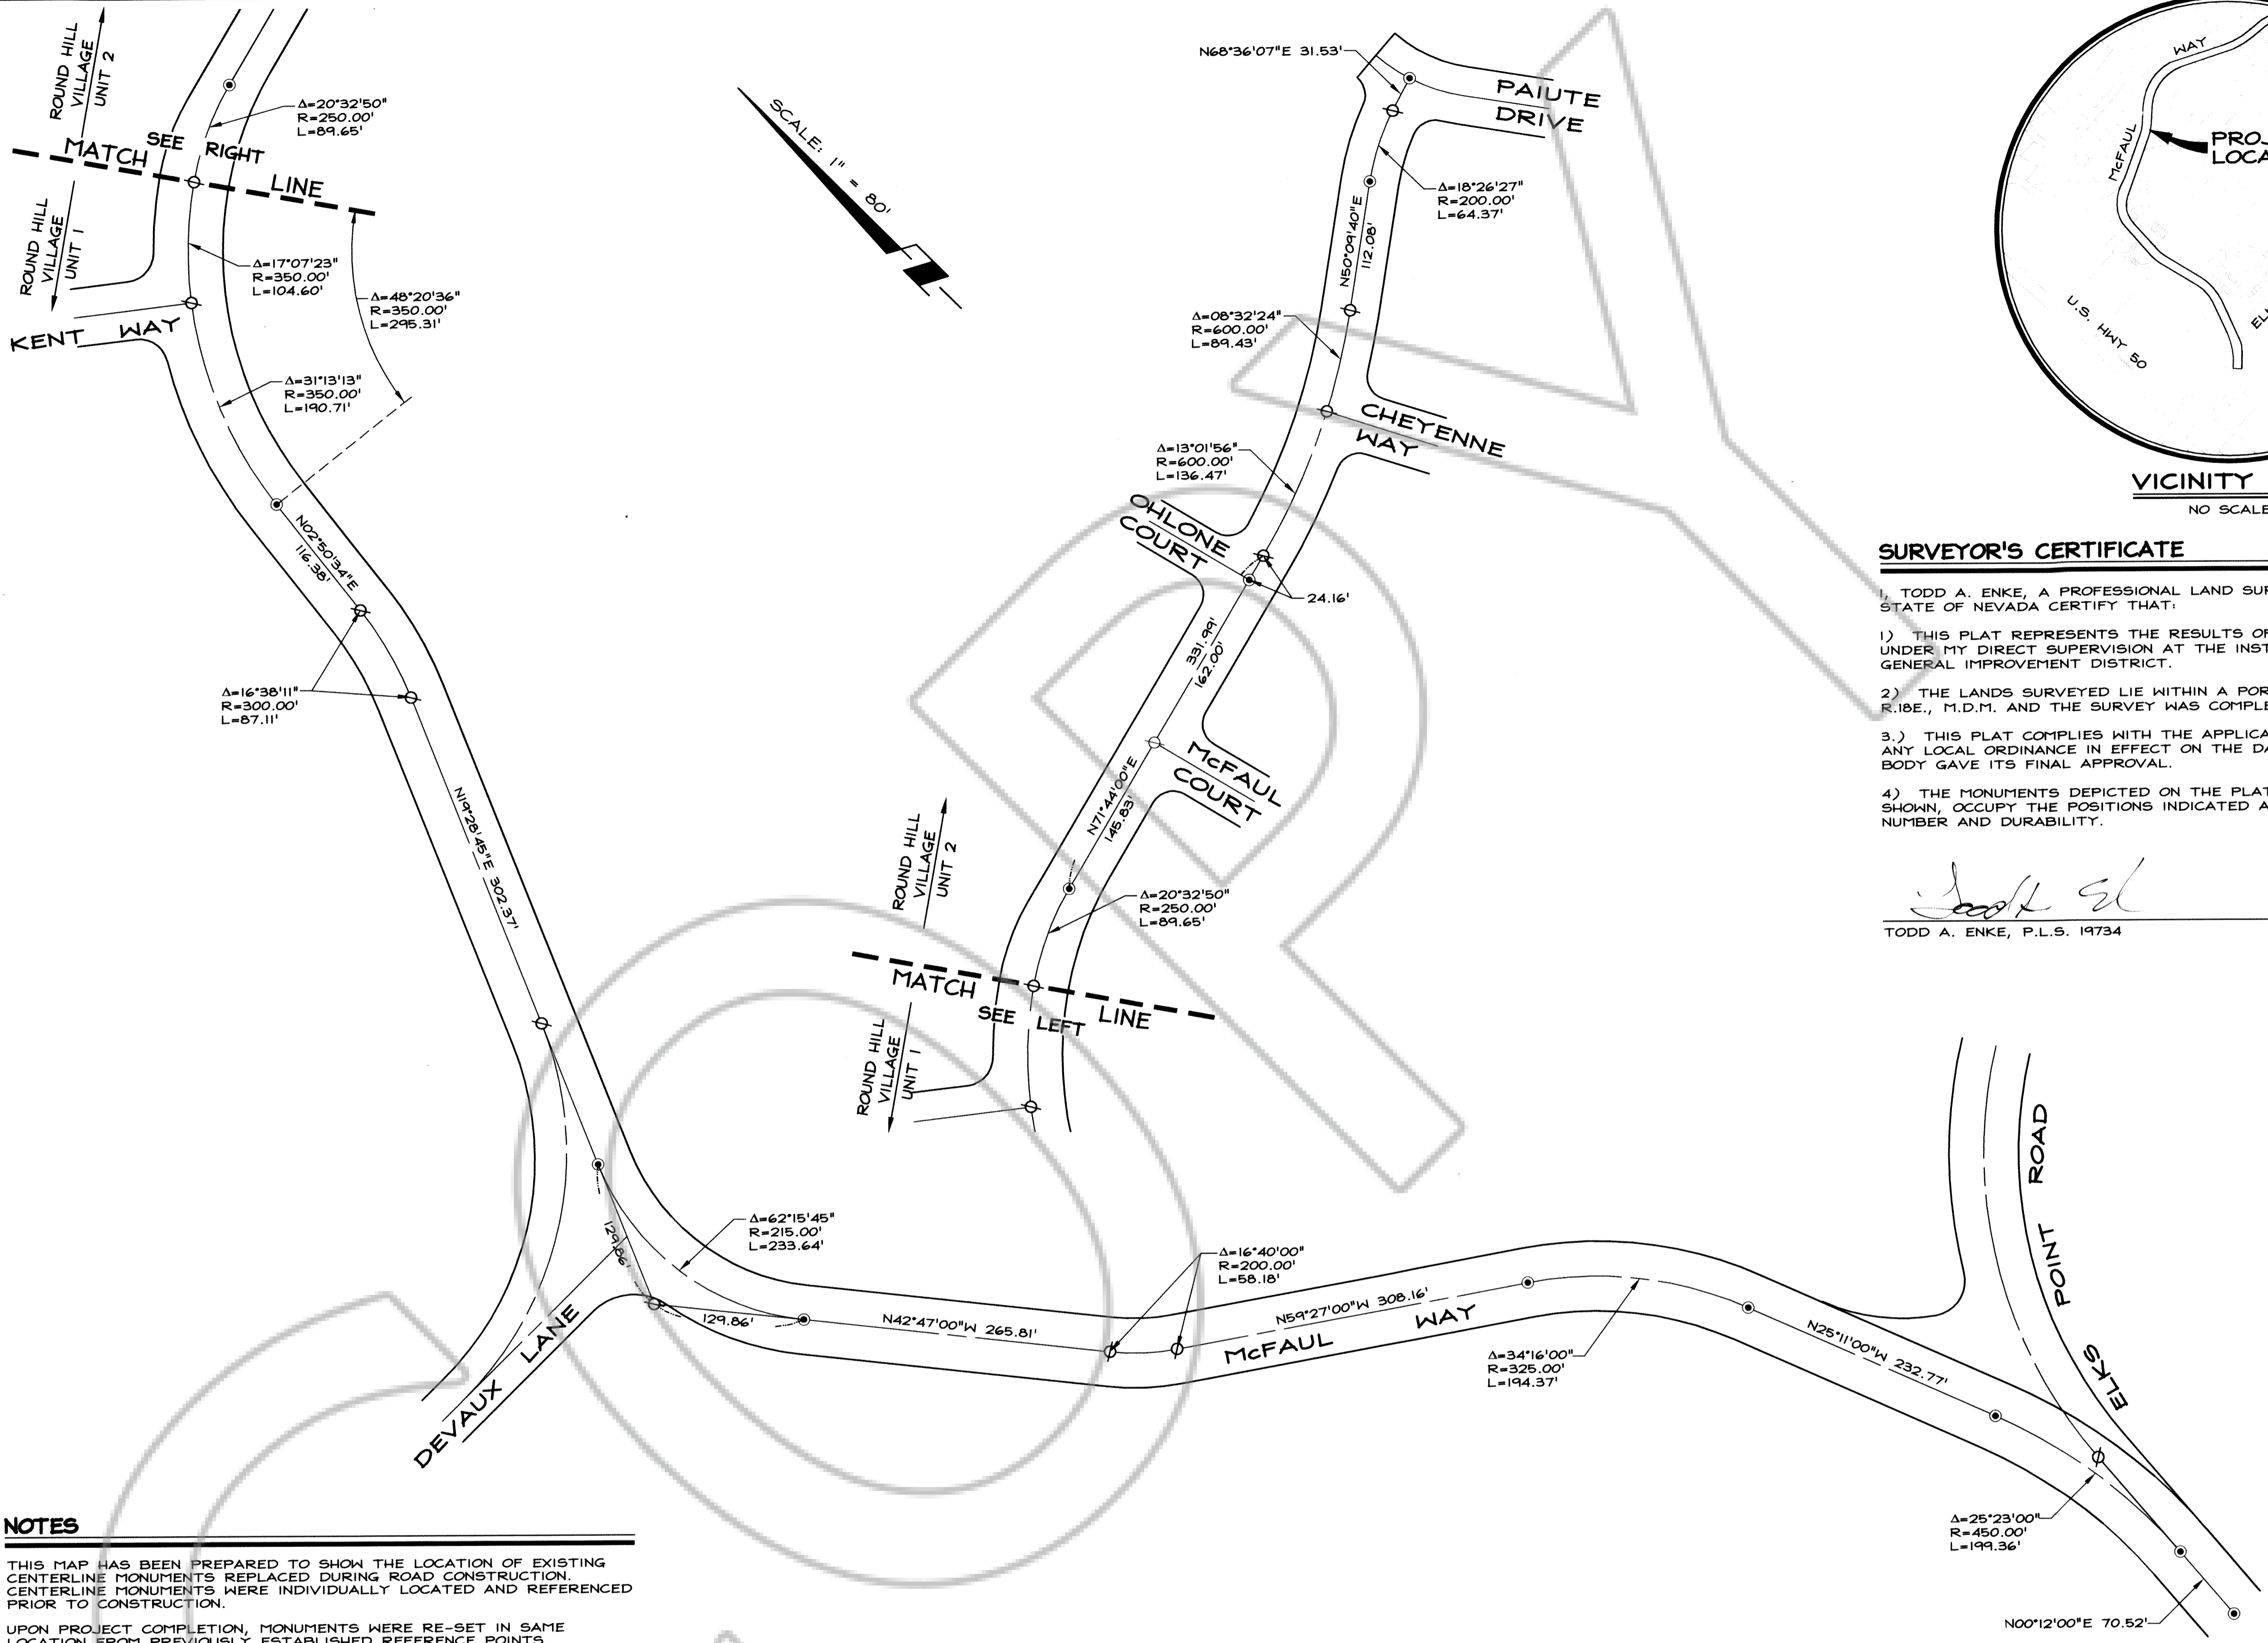 ROUND HILL
VILLAGE
UNIT 2
Δ=20°32'50"
R=250.00'
L=89.65'
MATCH SEE RIGHT LINE
ROUND HILL
VILLAGE
UNIT 1
Δ=17°07'23"
R=350.00'
L=104.60'
Δ=48°20'36"
R=350.00'
L=295.31'
KENT WAY
Δ=31°13'13"
R=350.00'
L=190.71'
N02°50'34"E
116.38'
Δ=16°38'11"
R=300.00'
L=87.11'
N19°28'45"E 302.37'
129.86'
129.86'
Δ=62°15'45"
R=215.00'
L=233.64'
DEVAUX LANE
N42°47'00"W 265.81'
Δ=16°40'00"
R=200.00'
L=58.18'
N59°27'00"W 308.16'
McFAUL WAY
Δ=34°16'00"
R=325.00'
L=194.37'
N25°11'00"W 232.77'
Δ=25°23'00"
R=450.00'
L=199.36'
N00°12'00"E 70.52'
ELKS POINT ROAD
SCALE: 1" = 80'
N68°36'07"E 31.53'
PAIUTE
DRIVE
Δ=18°26'27"
R=200.00'
L=64.37'
N50°09'40"E
112.08'
Δ=08°32'24"
R=600.00'
L=89.43'
CHEYENNE
WAY
Δ=13°01'56"
R=600.00'
L=136.47'
OHLONE
COURT
24.16'
331.99'
162.00'
McFAUL
COURT
N71°44'00"E
145.83'
ROUND HILL
VILLAGE
UNIT 2
Δ=20°32'50"
R=250.00'
L=89.65'
MATCH SEE LEFT LINE
ROUND HILL
VILLAGE
UNIT 1
WAY
McFAUL
PROJ
LOCA
U.S. HWY 50
EL
VICINITY
NO SCALE
SURVEYOR'S CERTIFICATE
I, TODD A. ENKE, A PROFESSIONAL LAND SUR
STATE OF NEVADA CERTIFY THAT:
1) THIS PLAT REPRESENTS THE RESULTS OF
UNDER MY DIRECT SUPERVISION AT THE INST
GENERAL IMPROVEMENT DISTRICT.
2) THE LANDS SURVEYED LIE WITHIN A POR
R.18E., M.D.M. AND THE SURVEY WAS COMPLE
3.) THIS PLAT COMPLIES WITH THE APPLICA
ANY LOCAL ORDINANCE IN EFFECT ON THE DA
BODY GAVE ITS FINAL APPROVAL.
4) THE MONUMENTS DEPICTED ON THE PLAT
SHOWN, OCCUPY THE POSITIONS INDICATED A
NUMBER AND DURABILITY.
TODD A. ENKE, P.L.S. 19734
NOTES
THIS MAP HAS BEEN PREPARED TO SHOW THE LOCATION OF EXISTING
CENTERLINE MONUMENTS REPLACED DURING ROAD CONSTRUCTION.
CENTERLINE MONUMENTS WERE INDIVIDUALLY LOCATED AND REFERENCED
PRIOR TO CONSTRUCTION.
UPON PROJECT COMPLETION, MONUMENTS WERE RE-SET IN SAME
LOCATION FROM PREVIOUSLY ESTABLISHED REFERENCE POINTS